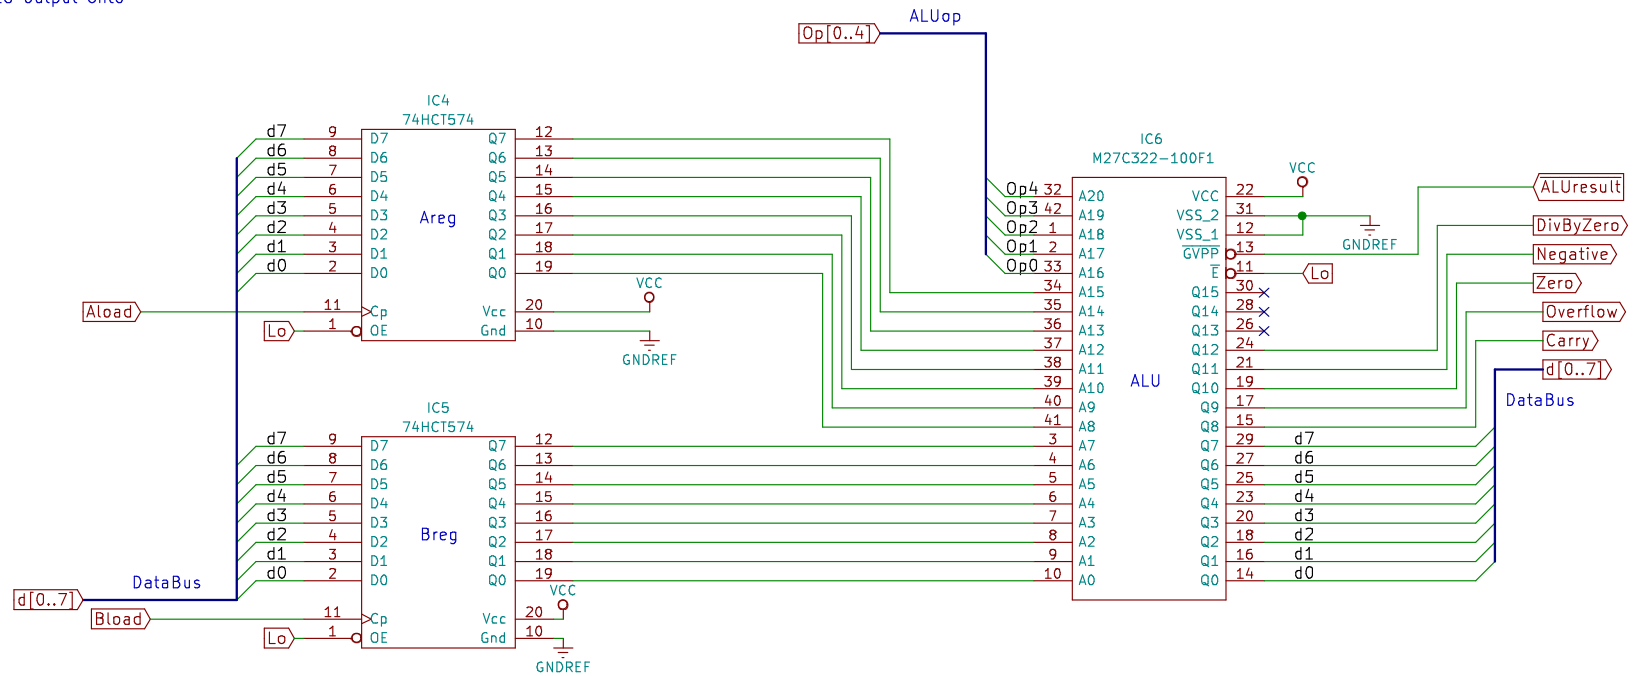 ALUop
Op[0..4]
IC4
74HCT574
d7 9 D7 Q7 12
d6 8 D6 Q6 13
d5 7 D5 Q5 14
d4 6 D4 Q4 15
d3 5 D3 Q3 16
d2 4 D2 Q2 17
d1 3 D1 Q1 18
d0 2 D0 Q0 19
Areg
Aload 11 Cp Vcc 20 VCC
Lo 1 OE Gnd 10
GNDREF
IC5
74HCT574
d7 9 D7 Q7 12
d6 8 D6 Q6 13
d5 7 D5 Q5 14
d4 6 D4 Q4 15
d3 5 D3 Q3 16
d2 4 D2 Q2 17
d1 3 D1 Q1 18
d0 2 D0 Q0 19
Breg
DataBus
d[0..7]
Bload 11 Cp Vcc 20 VCC
Lo 1 OE Gnd 10
GNDREF
IC6
M27C322-100F1
VCC
Op4 32 A20 VCC 22
Op3 42 A19 VSS_2 31
Op2 1 A18 VSS_1 12
Op1 2 A17 GVPP 13
Op0 33 A16 E 11 Lo
34 A15 Q15 30
35 A14 Q14 28
36 A13 Q13 26
37 A12 Q12 24
38 A11 Q11 21
39 A10 Q10 19
40 A9 Q9 17
41 A8 Q8 15
3 A7 Q7 29 d7
4 A6 Q6 27 d6
5 A5 Q5 25 d5
6 A4 Q4 23 d4
7 A3 Q3 20 d3
8 A2 Q2 18 d2
9 A1 Q1 16 d1
10 A0 Q0 14 d0
ALU
GNDREF
ALUresult
DivByZero
Negative
Zero
Overflow
Carry
d[0..7]
DataBus